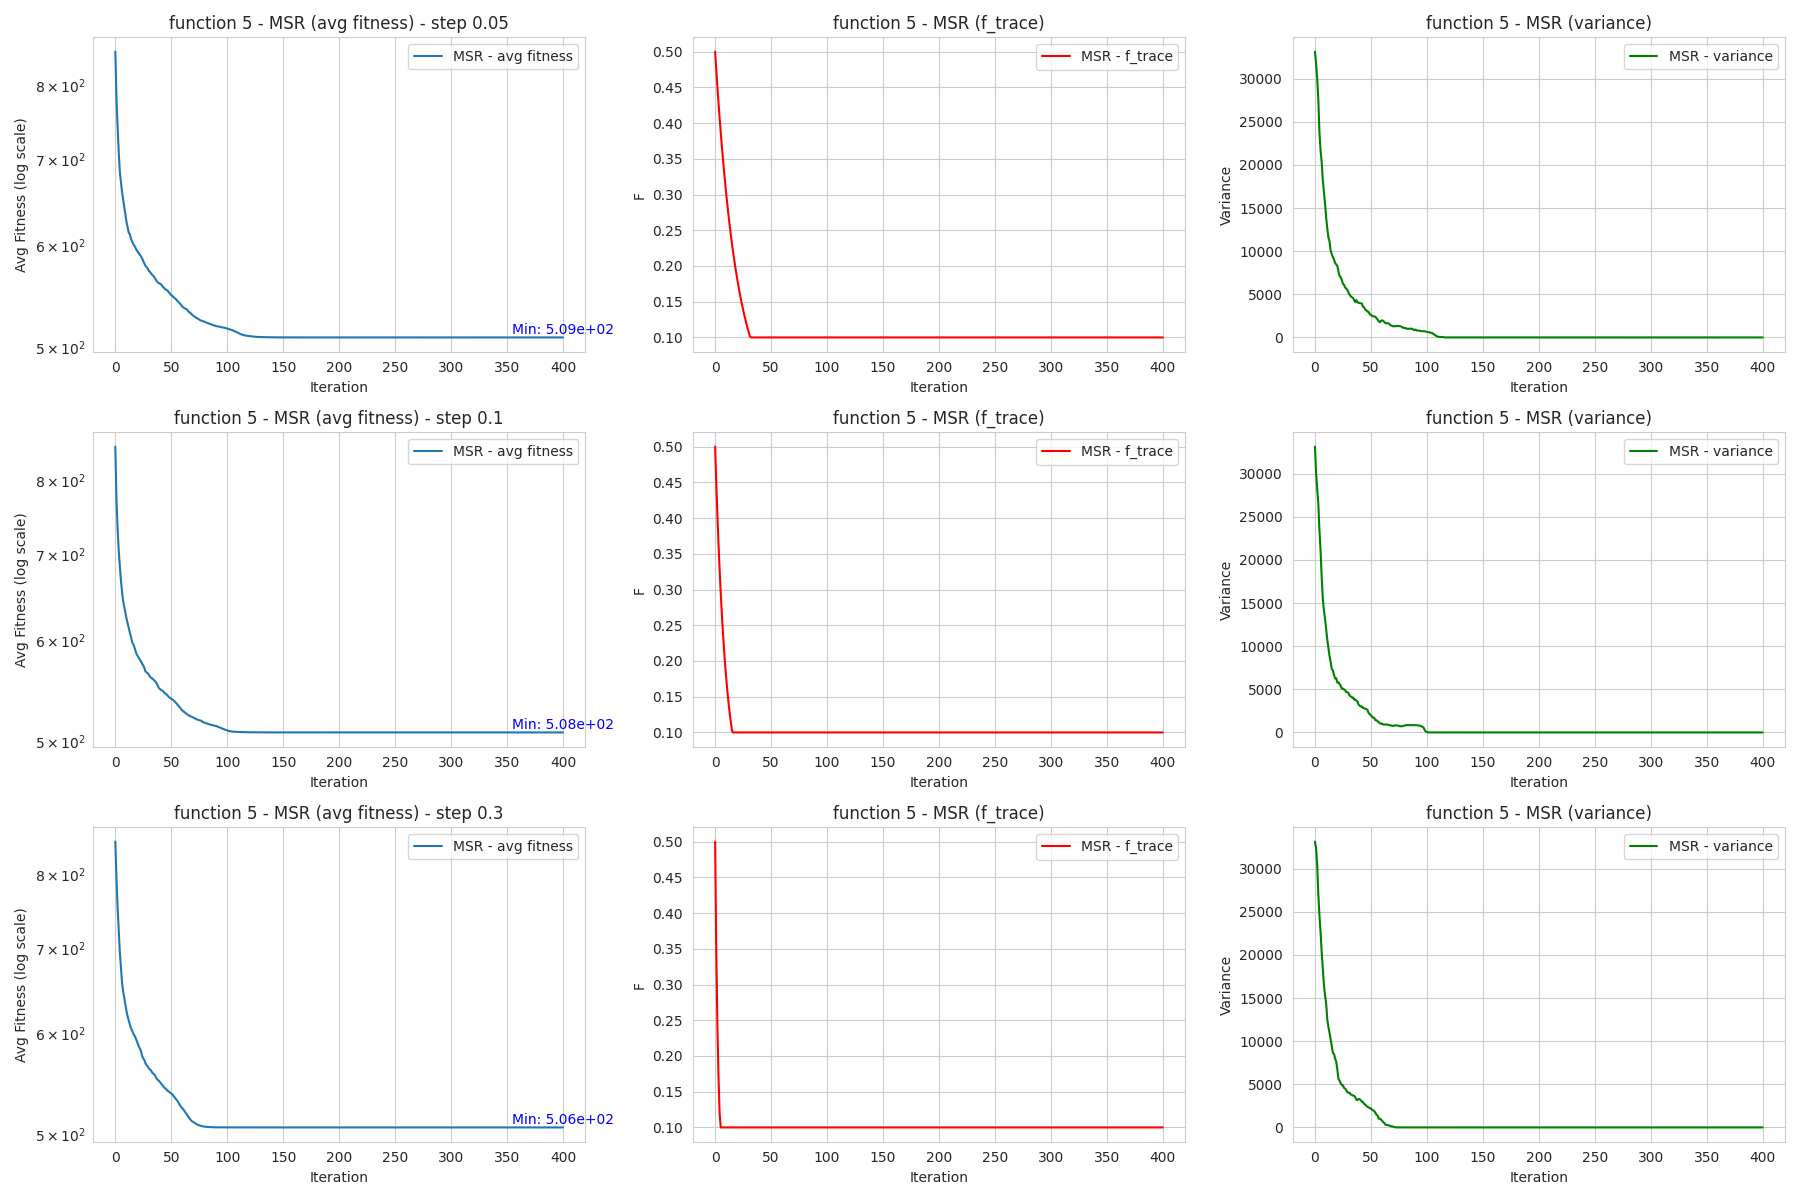 function 5 - MSR (avg fitness) - step 0.05
MSR - avg fitness
Avg Fitness (log scale)
8 × 10²
7 × 10²
6 × 10²
5 × 10²
Min: 5.09e+02
0 50 100 150 200 250 300 350 400
Iteration
function 5 - MSR (f_trace)
MSR - f_trace
F
0.50
0.45
0.40
0.35
0.30
0.25
0.20
0.15
0.10
0 50 100 150 200 250 300 350 400
Iteration
function 5 - MSR (variance)
MSR - variance
Variance
30000
25000
20000
15000
10000
5000
0
0 50 100 150 200 250 300 350 400
Iteration
function 5 - MSR (avg fitness) - step 0.1
MSR - avg fitness
Avg Fitness (log scale)
8 × 10²
7 × 10²
6 × 10²
5 × 10²
Min: 5.08e+02
0 50 100 150 200 250 300 350 400
Iteration
function 5 - MSR (f_trace)
MSR - f_trace
F
0.50
0.45
0.40
0.35
0.30
0.25
0.20
0.15
0.10
0 50 100 150 200 250 300 350 400
Iteration
function 5 - MSR (variance)
MSR - variance
Variance
30000
25000
20000
15000
10000
5000
0
0 50 100 150 200 250 300 350 400
Iteration
function 5 - MSR (avg fitness) - step 0.3
MSR - avg fitness
Avg Fitness (log scale)
8 × 10²
7 × 10²
6 × 10²
5 × 10²
Min: 5.06e+02
0 50 100 150 200 250 300 350 400
Iteration
function 5 - MSR (f_trace)
MSR - f_trace
F
0.50
0.45
0.40
0.35
0.30
0.25
0.20
0.15
0.10
0 50 100 150 200 250 300 350 400
Iteration
function 5 - MSR (variance)
MSR - variance
Variance
30000
25000
20000
15000
10000
5000
0
0 50 100 150 200 250 300 350 400
Iteration